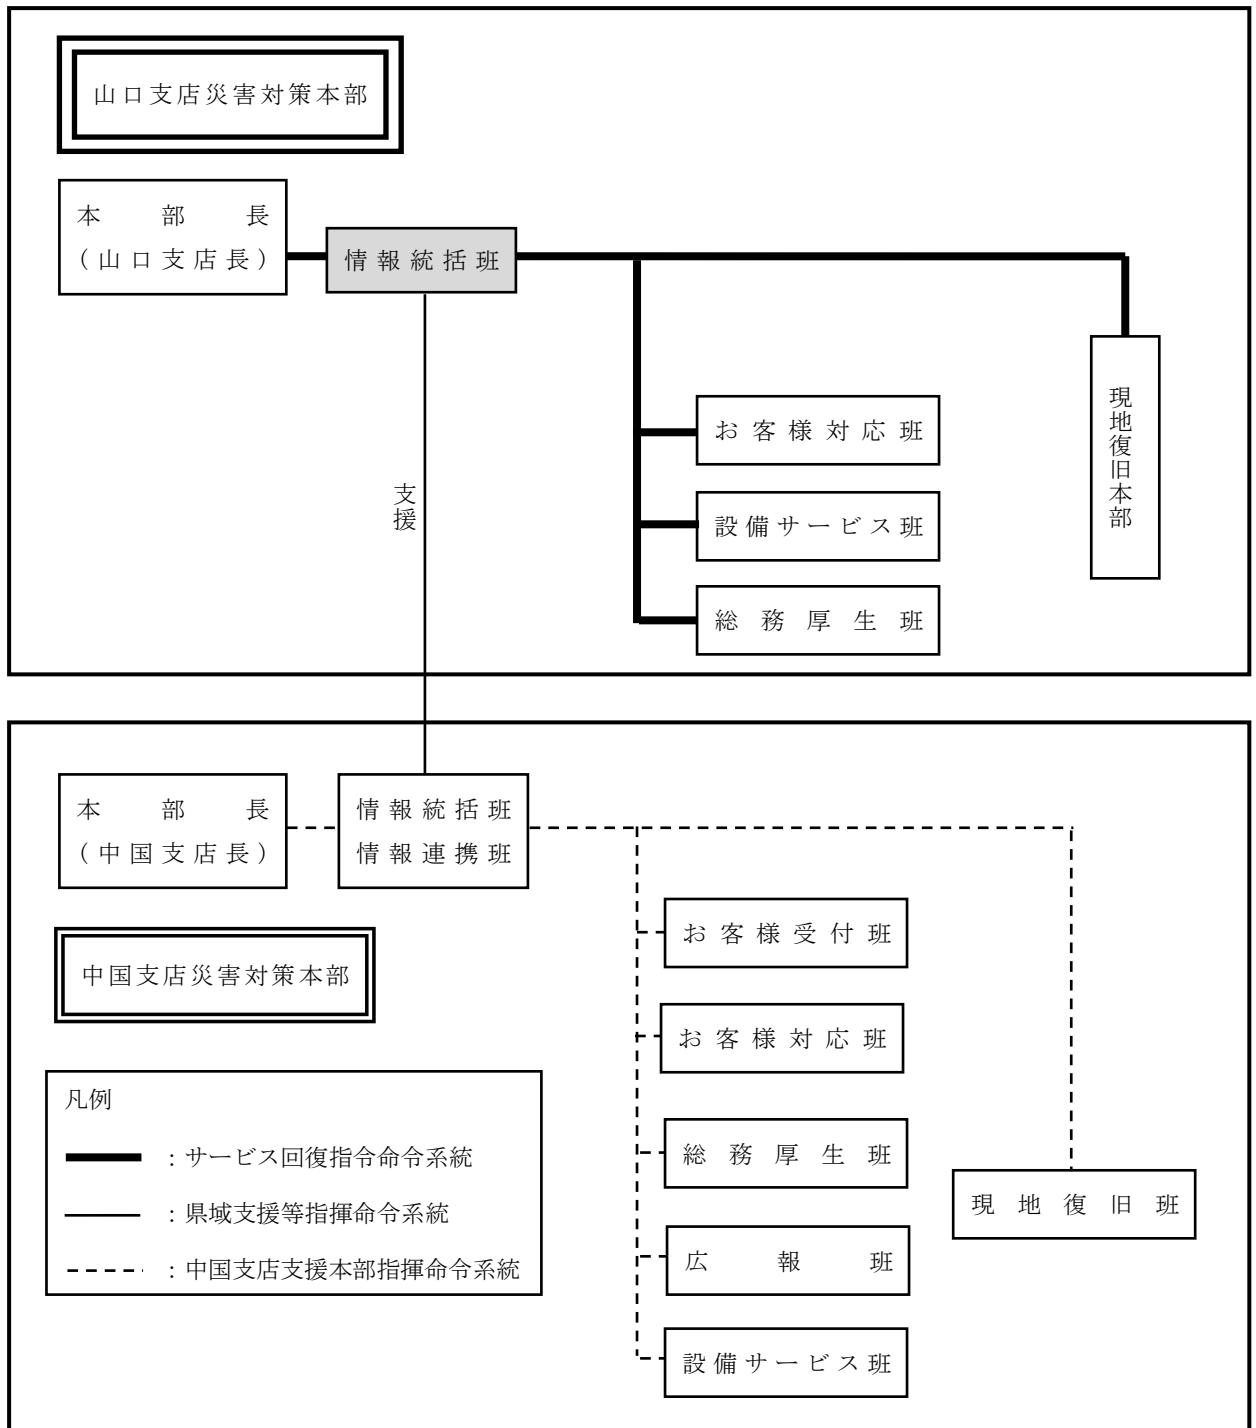 山口支店災害対策本部
本部長
(山口支店長)
情報統括班
お客様対応班
現地復旧本部
支援
設備サービス班
総務厚生班
本部長
(中国支店長)
情報統括班
情報連携班
お客様受付班
中国支店災害対策本部
お客様対応班
凡例
：サービス回復指令命令系統
：県域支援等指揮命令系統
：中国支店支援本部指揮命令系統
総務厚生班
現地復旧班
広報班
設備サービス班